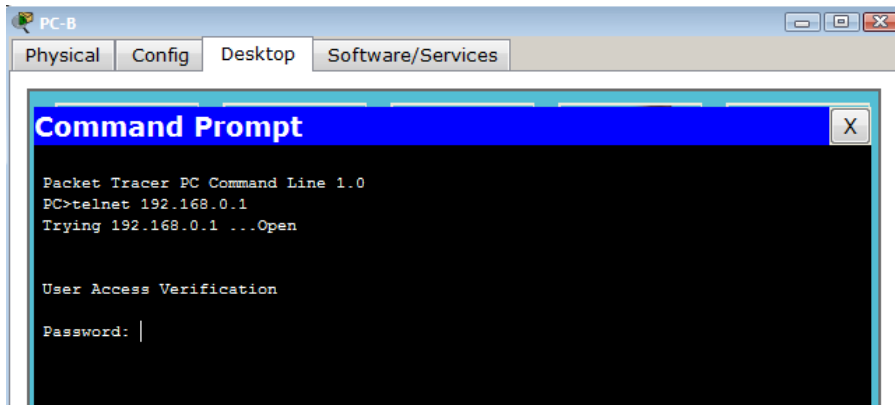 PC-B
Physical Config Desktop Software/Services
Command Prompt X
Packet Tracer PC Command Line 1.0
PC>telnet 192.168.0.1
Trying 192.168.0.1 ...Open
User Access Verification
Password: